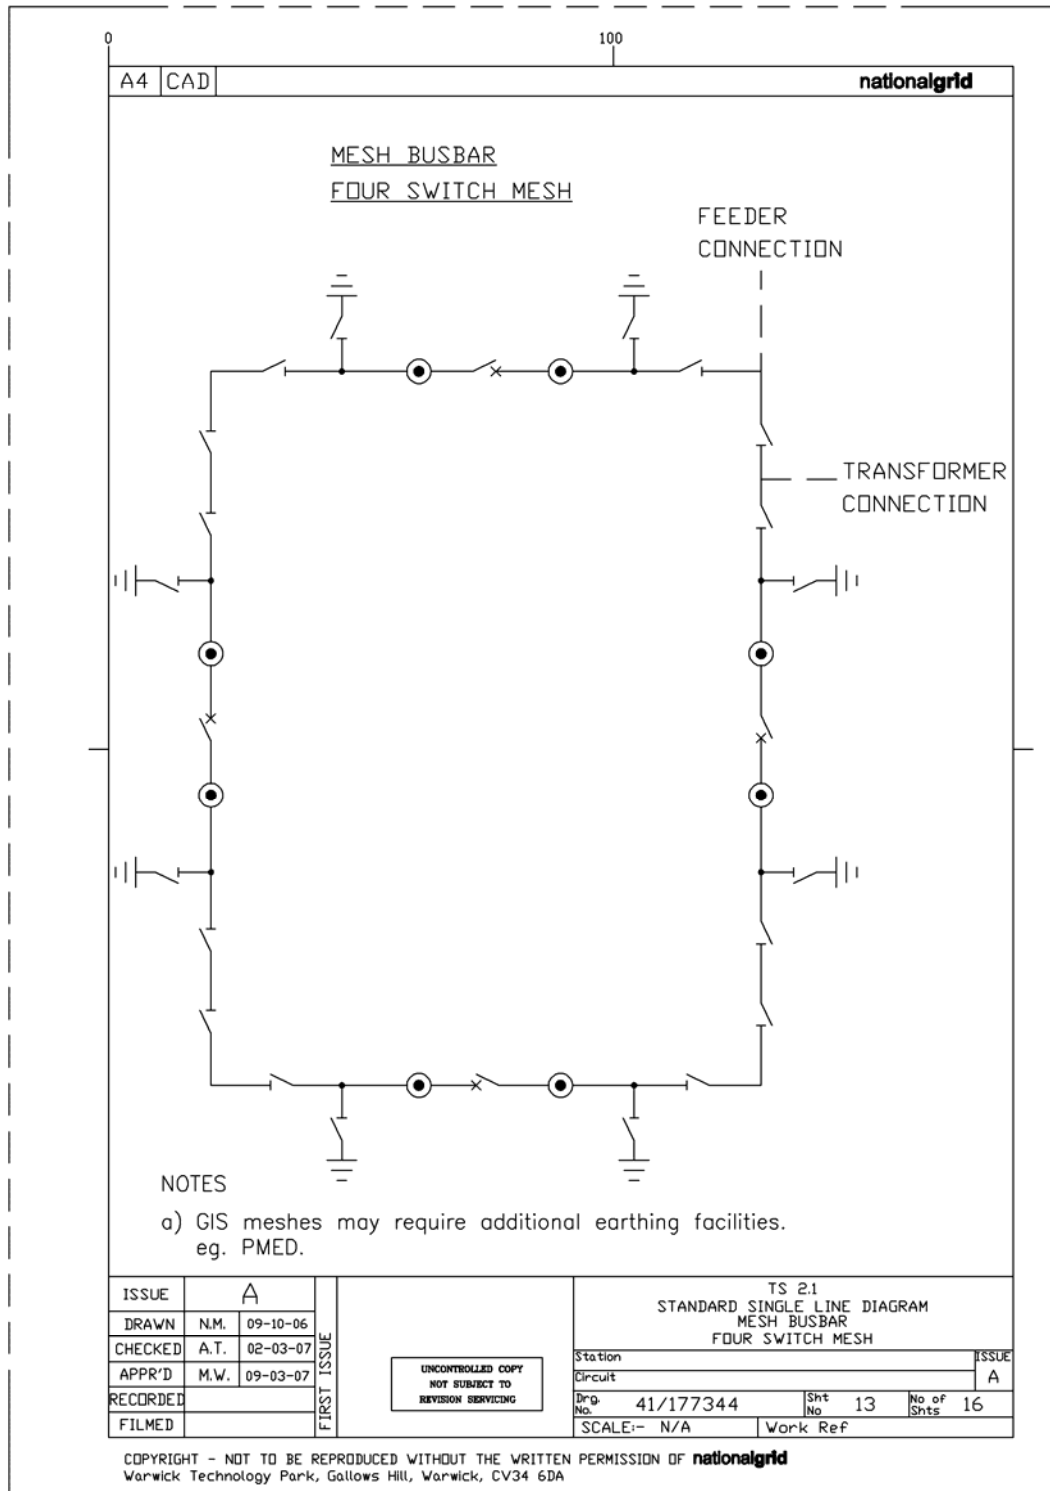 0
100
A4 CAD
nationalgrid
MESH BUSBAR
FOUR SWITCH MESH
FEEDER
CONNECTION
TRANSFORMER
CONNECTION
NOTES
a) GIS meshes may require additional earthing facilities.
eg. PMED.
ISSUE A
DRAWN N.M. 09-10-06
CHECKED A.T. 02-03-07
APPR'D M.W. 09-03-07
RECORDED
FILMED
FIRST ISSUE
UNCONTROLLED COPY
NOT SUBJECT TO
REVISION SERVICING
TS 2.1
STANDARD SINGLE LINE DIAGRAM
MESH BUSBAR
FOUR SWITCH MESH
Station
Circuit
ISSUE
A
Drg. No. 41/177344
Sht No 13
No of Shts 16
SCALE:- N/A
Work Ref
COPYRIGHT - NOT TO BE REPRODUCED WITHOUT THE WRITTEN PERMISSION OF nationalgrid
Warwick Technology Park, Gallows Hill, Warwick, CV34 6DA